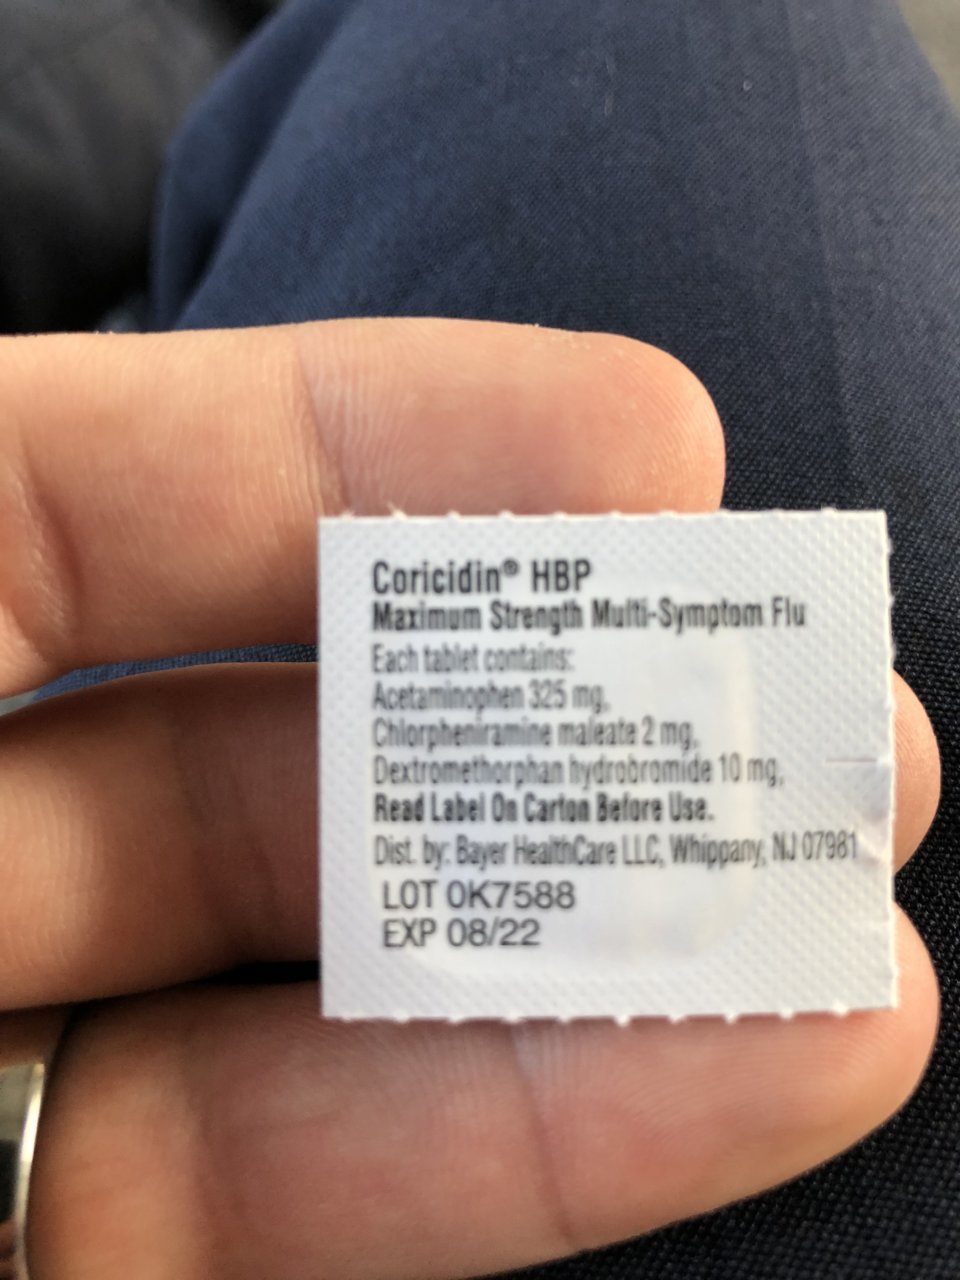 Coricidin® HBP
Maximum Strength Multi-Symptom Flu
Each tablet contains:
Acetaminophen 325 mg,
Chlorpheniramine maleate 2 mg,
Dextromethorphan hydrobromide 10 mg,
Read Label On Carton Before Use.
Dist. by: Bayer HealthCare LLC, Whippany, NJ 07981
LOT 0K7588
EXP 08/22